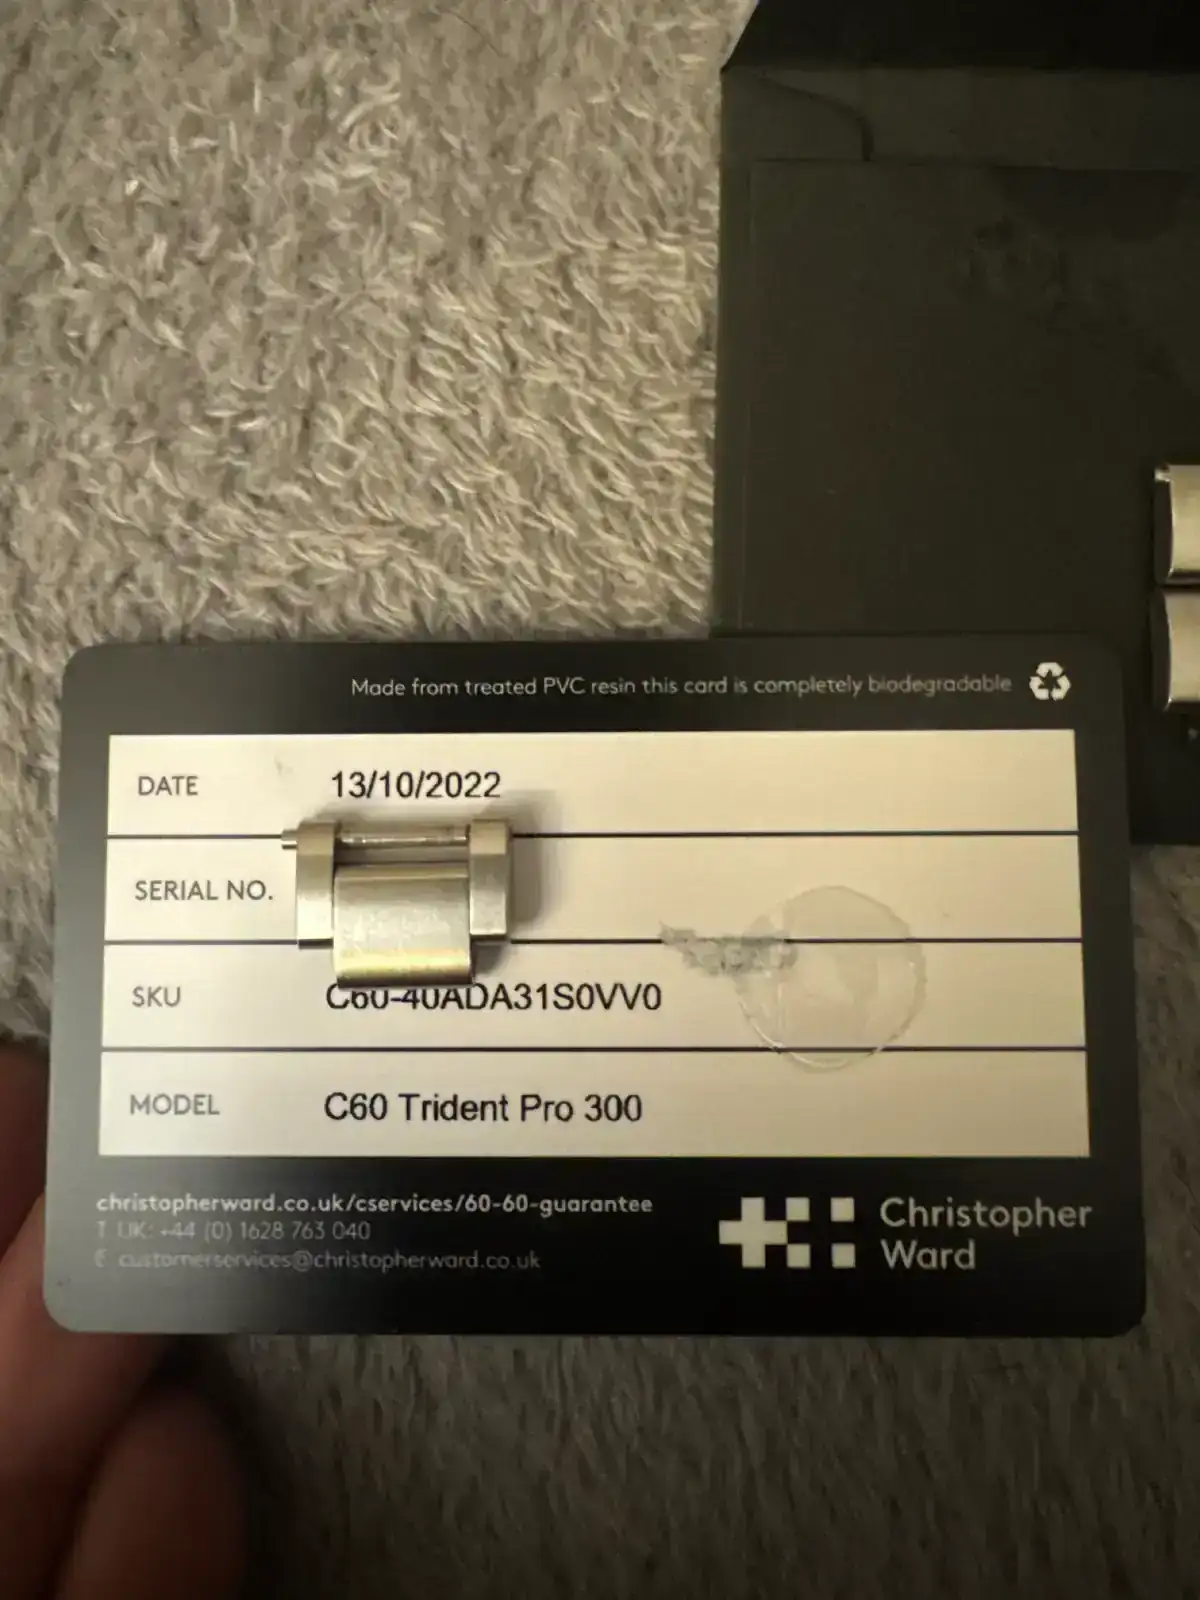 Made from treated PVC resin this card is completely biodegradable
DATE 13/10/2022
SERIAL NO.
SKU C60-40ADA31S0VV0
MODEL C60 Trident Pro 300
christopherward.co.uk/cservices/60-60-guarantee
T UK: +44 (0) 1628 763 040
E customerservices@christopherward.co.uk
Christopher
Ward